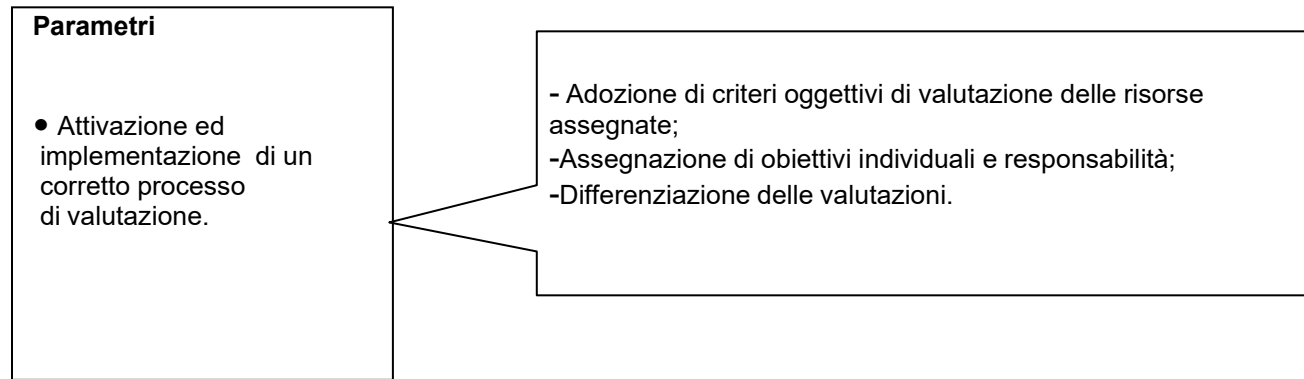 Parametri
● Attivazione ed
implementazione di un
corretto processo
di valutazione.
- Adozione di criteri oggettivi di valutazione delle risorse
assegnate;
-Assegnazione di obiettivi individuali e responsabilità;
-Differenziazione delle valutazioni.